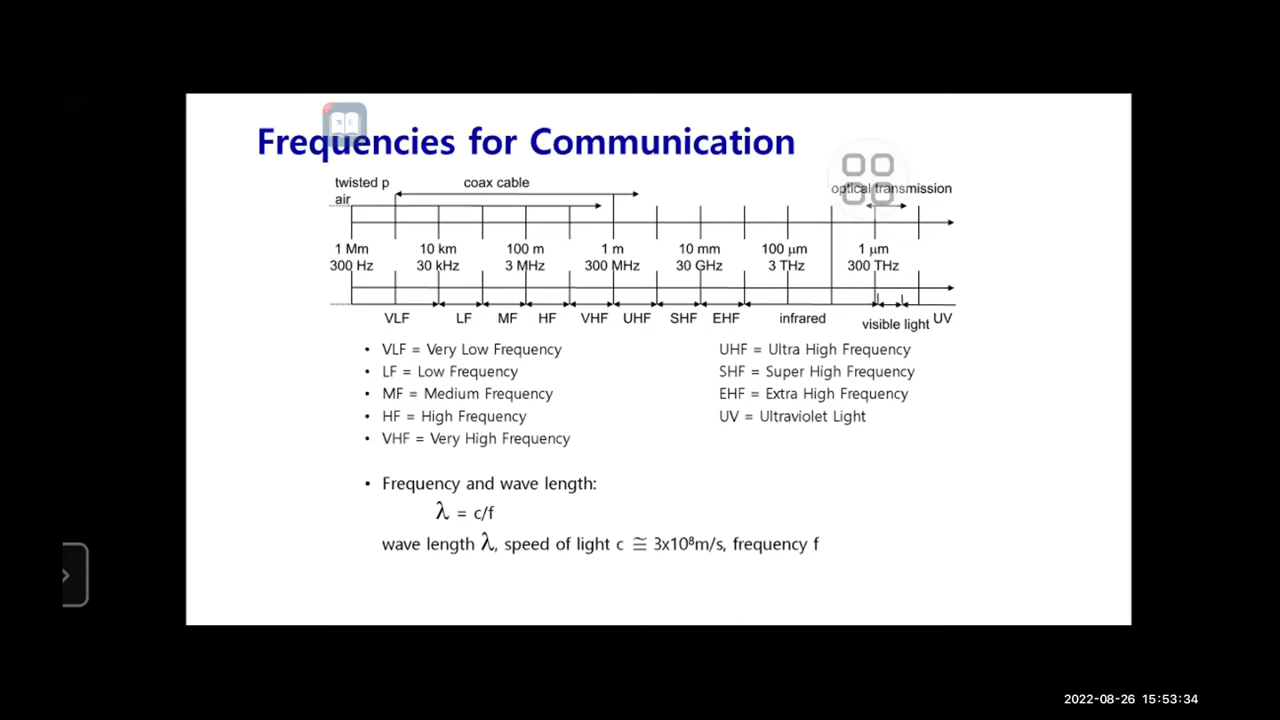 Frequencies for Communication
twisted p coax cable optical transmission
air
1 Mm 10 km 100 m 1 m 10 mm 100 μm 1 μm
300 Hz 30 kHz 3 MHz 300 MHz 30 GHz 3 THz 300 THz
VLF LF MF HF VHF UHF SHF EHF infrared visible light UV
• VLF = Very Low Frequency
• LF = Low Frequency
• MF = Medium Frequency
• HF = High Frequency
• VHF = Very High Frequency
UHF = Ultra High Frequency
SHF = Super High Frequency
EHF = Extra High Frequency
UV = Ultraviolet Light
• Frequency and wave length:
λ = c/f
wave length λ, speed of light c ≅ 3x10⁸m/s, frequency f
2022-08-26 15:53:34